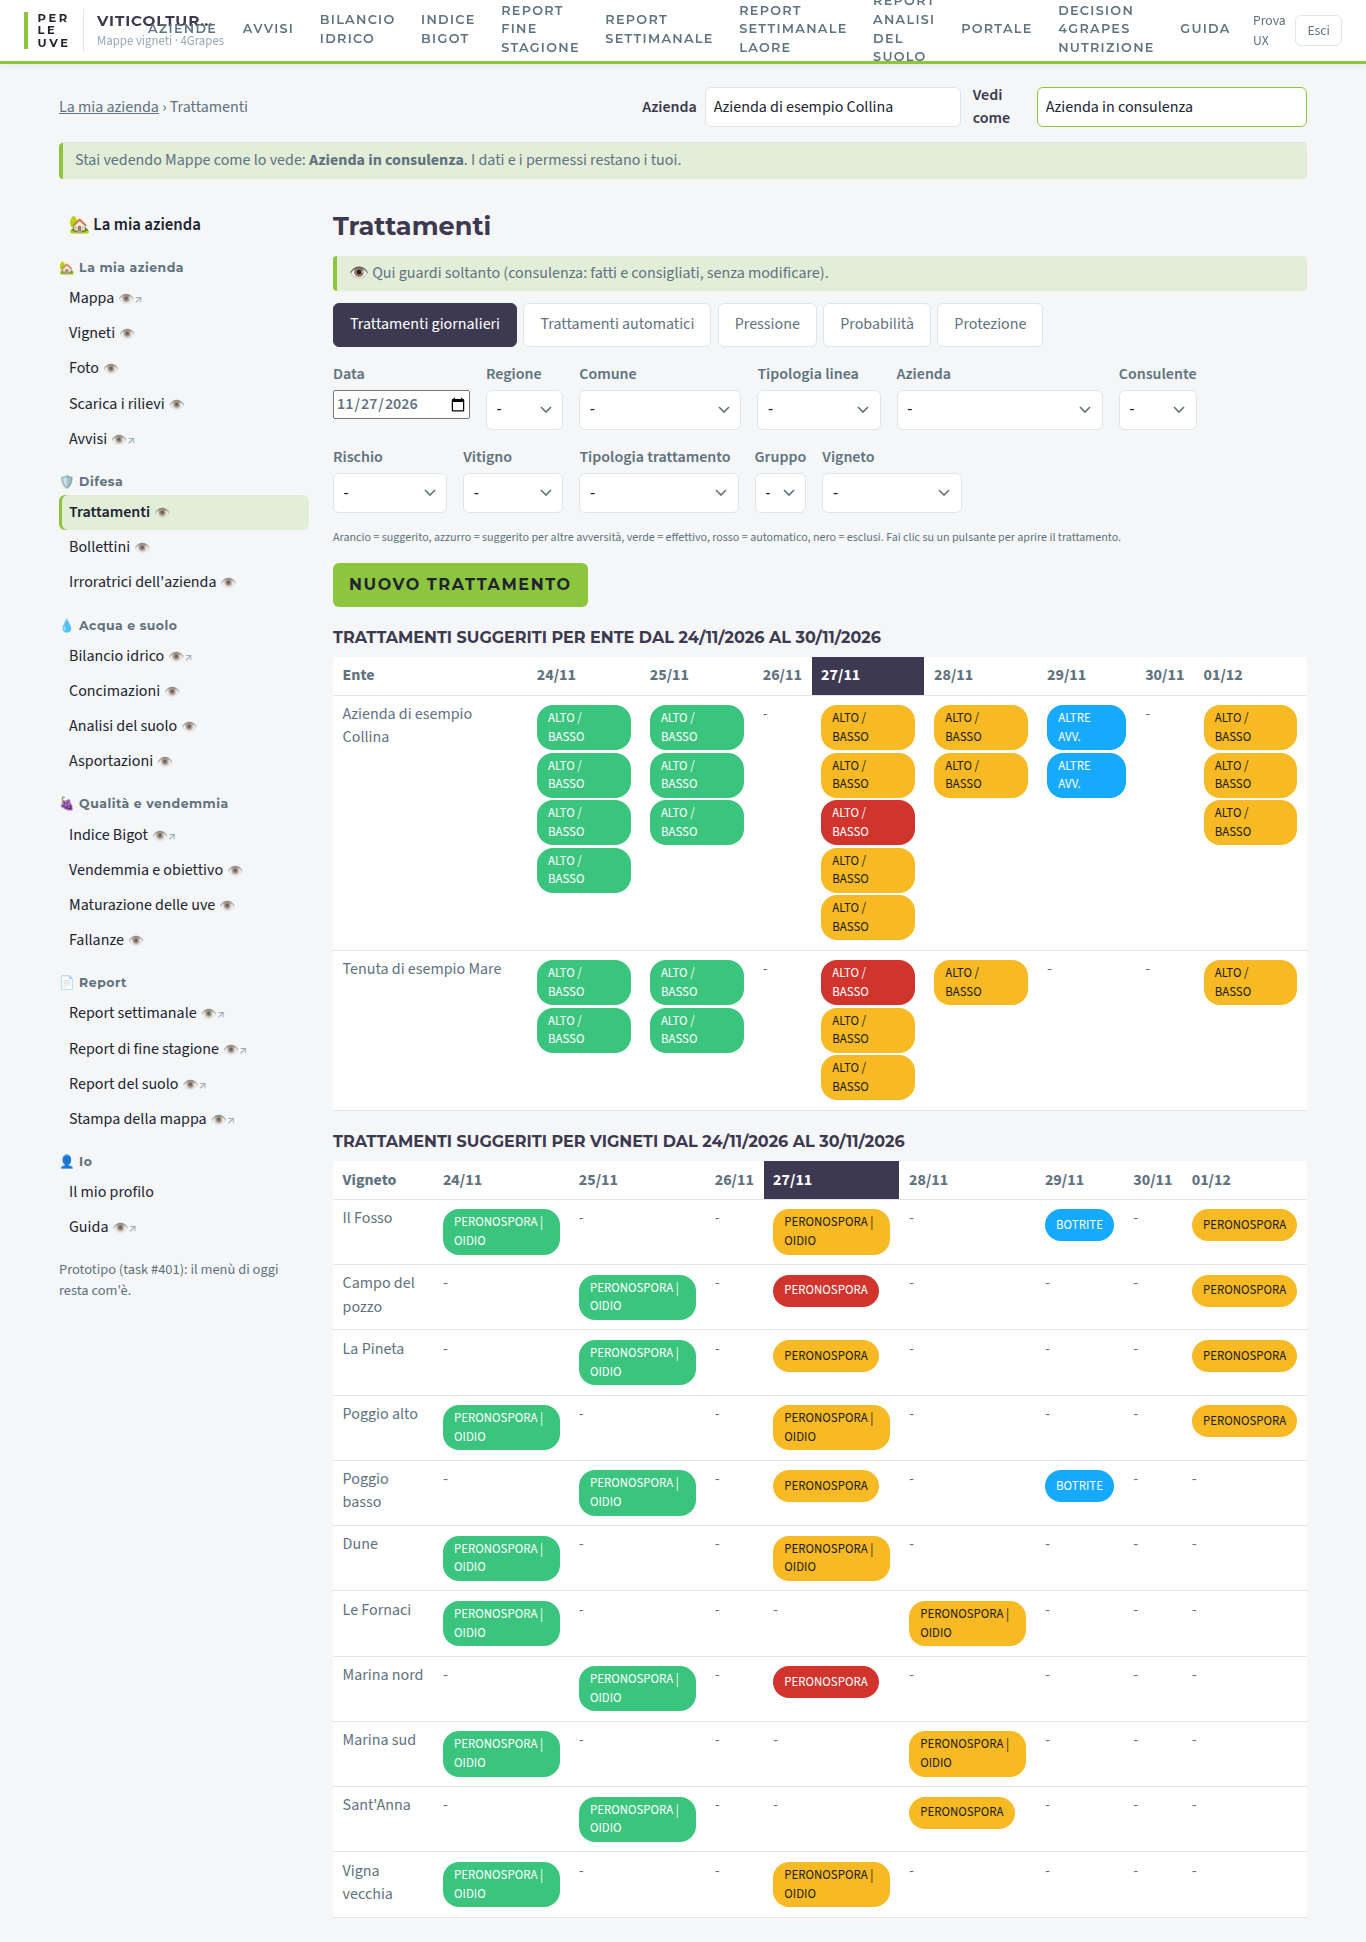 PER
LE
UVE
VITICOLTUR...
Mappe vigneti · 4Grapes
AZIENDE
AVVISI
BILANCIO
IDRICO
INDICE
BIGOT
REPORT
FINE
STAGIONE
REPORT
SETTIMANALE
REPORT
SETTIMANALE
LAORE
REPORT
ANALISI
DEL
SUOLO
PORTALE
DECISION
4GRAPES
NUTRIZIONE
GUIDA
Prova
UX
Esci
La mia azienda › Trattamenti
Azienda
Azienda di esempio Collina
Vedi
come
Azienda in consulenza
Stai vedendo Mappe come lo vede: Azienda in consulenza. I dati e i permessi restano i tuoi.
La mia azienda
La mia azienda
Mappa
Vigneti
Foto
Scarica i rilievi
Avvisi
Difesa
Trattamenti
Bollettini
Irroratrici dell'azienda
Acqua e suolo
Bilancio idrico
Concimazioni
Analisi del suolo
Asportazioni
Qualità e vendemmia
Indice Bigot
Vendemmia e obiettivo
Maturazione delle uve
Fallanze
Report
Report settimanale
Report di fine stagione
Report del suolo
Stampa della mappa
Io
Il mio profilo
Guida
Prototipo (task #401): il menù di oggi
resta com'è.
Trattamenti
Qui guardi soltanto (consulenza: fatti e consigliati, senza modificare).
Trattamenti giornalieri
Trattamenti automatici
Pressione
Probabilità
Protezione
Data
Regione
Comune
Tipologia linea
Azienda
Consulente
11/27/2026
-
-
-
-
-
Rischio
Vitigno
Tipologia trattamento
Gruppo
Vigneto
-
-
-
-
-
Arancio = suggerito, azzurro = suggerito per altre avversità, verde = effettivo, rosso = automatico, nero = esclusi. Fai clic su un pulsante per aprire il trattamento.
NUOVO TRATTAMENTO
TRATTAMENTI SUGGERITI PER ENTE DAL 24/11/2026 AL 30/11/2026
Ente 24/11 25/11 26/11 27/11 28/11 29/11 30/11 01/12
Azienda di esempio
Collina
ALTO /
BASSO
ALTO /
BASSO
ALTO /
BASSO
ALTO /
BASSO
ALTO /
BASSO
ALTO /
BASSO
ALTO /
BASSO
-
ALTO /
BASSO
ALTO /
BASSO
ALTO /
BASSO
ALTO /
BASSO
ALTO /
BASSO
ALTO /
BASSO
ALTO /
BASSO
ALTRE
AVV.
ALTRE
AVV.
-
ALTO /
BASSO
ALTO /
BASSO
ALTO /
BASSO
Tenuta di esempio Mare
ALTO /
BASSO
ALTO /
BASSO
ALTO /
BASSO
ALTO /
BASSO
-
ALTO /
BASSO
ALTO /
BASSO
ALTO /
BASSO
ALTO /
BASSO
-
-
ALTO /
BASSO
TRATTAMENTI SUGGERITI PER VIGNETI DAL 24/11/2026 AL 30/11/2026
Vigneto 24/11 25/11 26/11 27/11 28/11 29/11 30/11 01/12
Il Fosso
PERONOSPORA |
OIDIO
-
-
PERONOSPORA |
OIDIO
-
BOTRITE
-
PERONOSPORA
Campo del
pozzo
-
PERONOSPORA |
OIDIO
-
PERONOSPORA
-
-
-
PERONOSPORA
La Pineta
-
PERONOSPORA |
OIDIO
-
PERONOSPORA
-
-
-
PERONOSPORA
Poggio alto
PERONOSPORA |
OIDIO
-
-
PERONOSPORA |
OIDIO
-
-
-
PERONOSPORA
Poggio
basso
-
PERONOSPORA |
OIDIO
-
PERONOSPORA
-
BOTRITE
-
-
Dune
PERONOSPORA |
OIDIO
-
-
PERONOSPORA |
OIDIO
-
-
-
-
Le Fornaci
PERONOSPORA |
OIDIO
-
-
-
PERONOSPORA |
OIDIO
-
-
-
Marina nord
-
PERONOSPORA |
OIDIO
-
PERONOSPORA
-
-
-
-
Marina sud
PERONOSPORA |
OIDIO
-
-
-
PERONOSPORA |
OIDIO
-
-
-
Sant'Anna
-
PERONOSPORA |
OIDIO
-
-
PERONOSPORA
-
-
-
Vigna
vecchia
PERONOSPORA |
OIDIO
-
-
PERONOSPORA |
OIDIO
-
-
-
-